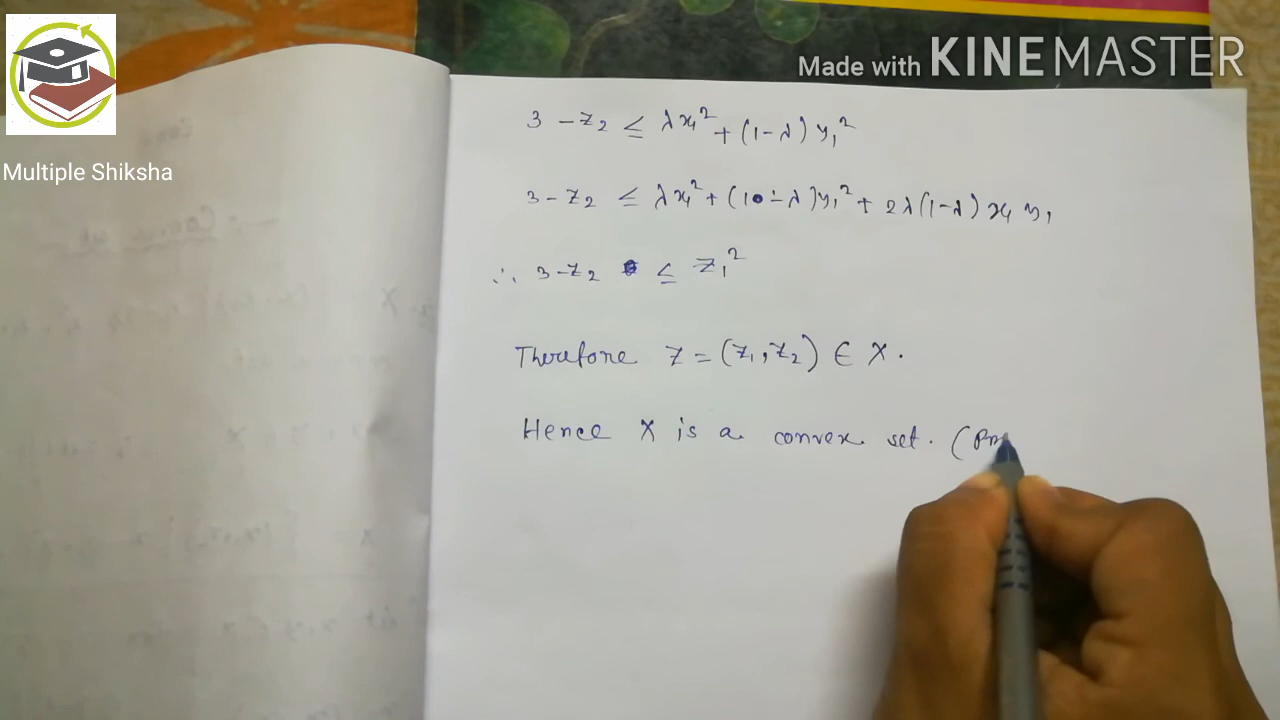 Made with KINEMASTER
Multiple Shiksha
3 - z₂ ≤ λx₁² + (1-λ) y₁²
3 - z₂ ≤ λx₁² + (1-λ) y₁² + 2λ(1-λ) x₁ y₁
∴ 3 - z₂ ≤ z₁²
Therefore z = (z₁, z₂) ∈ X.
Hence X is a convex set. (Pro